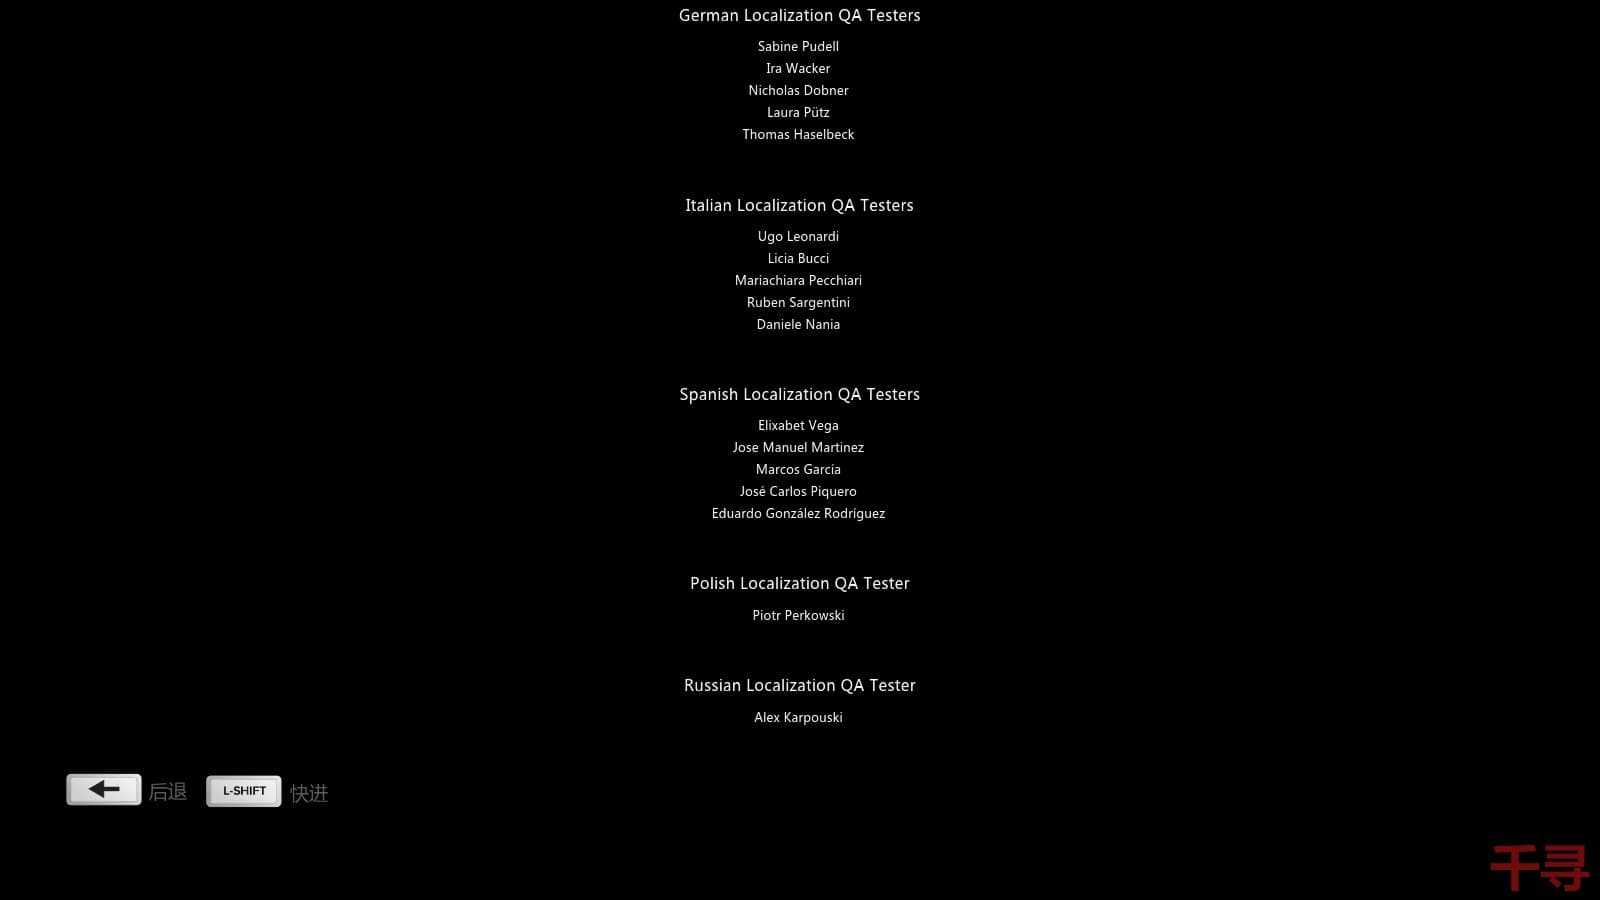 German Localization QA Testers
Sabine Pudell
Ira Wacker
Nicholas Dobner
Laura Pütz
Thomas Haselbeck
Italian Localization QA Testers
Ugo Leonardi
Licia Bucci
Mariachiara Pecchiari
Ruben Sargentini
Daniele Nania
Spanish Localization QA Testers
Elixabet Vega
Jose Manuel Martinez
Marcos García
José Carlos Piquero
Eduardo González Rodríguez
Polish Localization QA Tester
Piotr Perkowski
Russian Localization QA Tester
Alex Karpouski
后退 L-SHIFT 快进
千寻